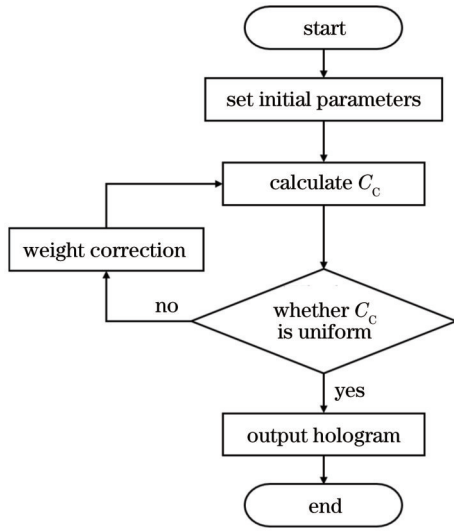 start
set initial parameters
calculate C_C
weight correction
whether C_C
is uniform
no
yes
output hologram
end